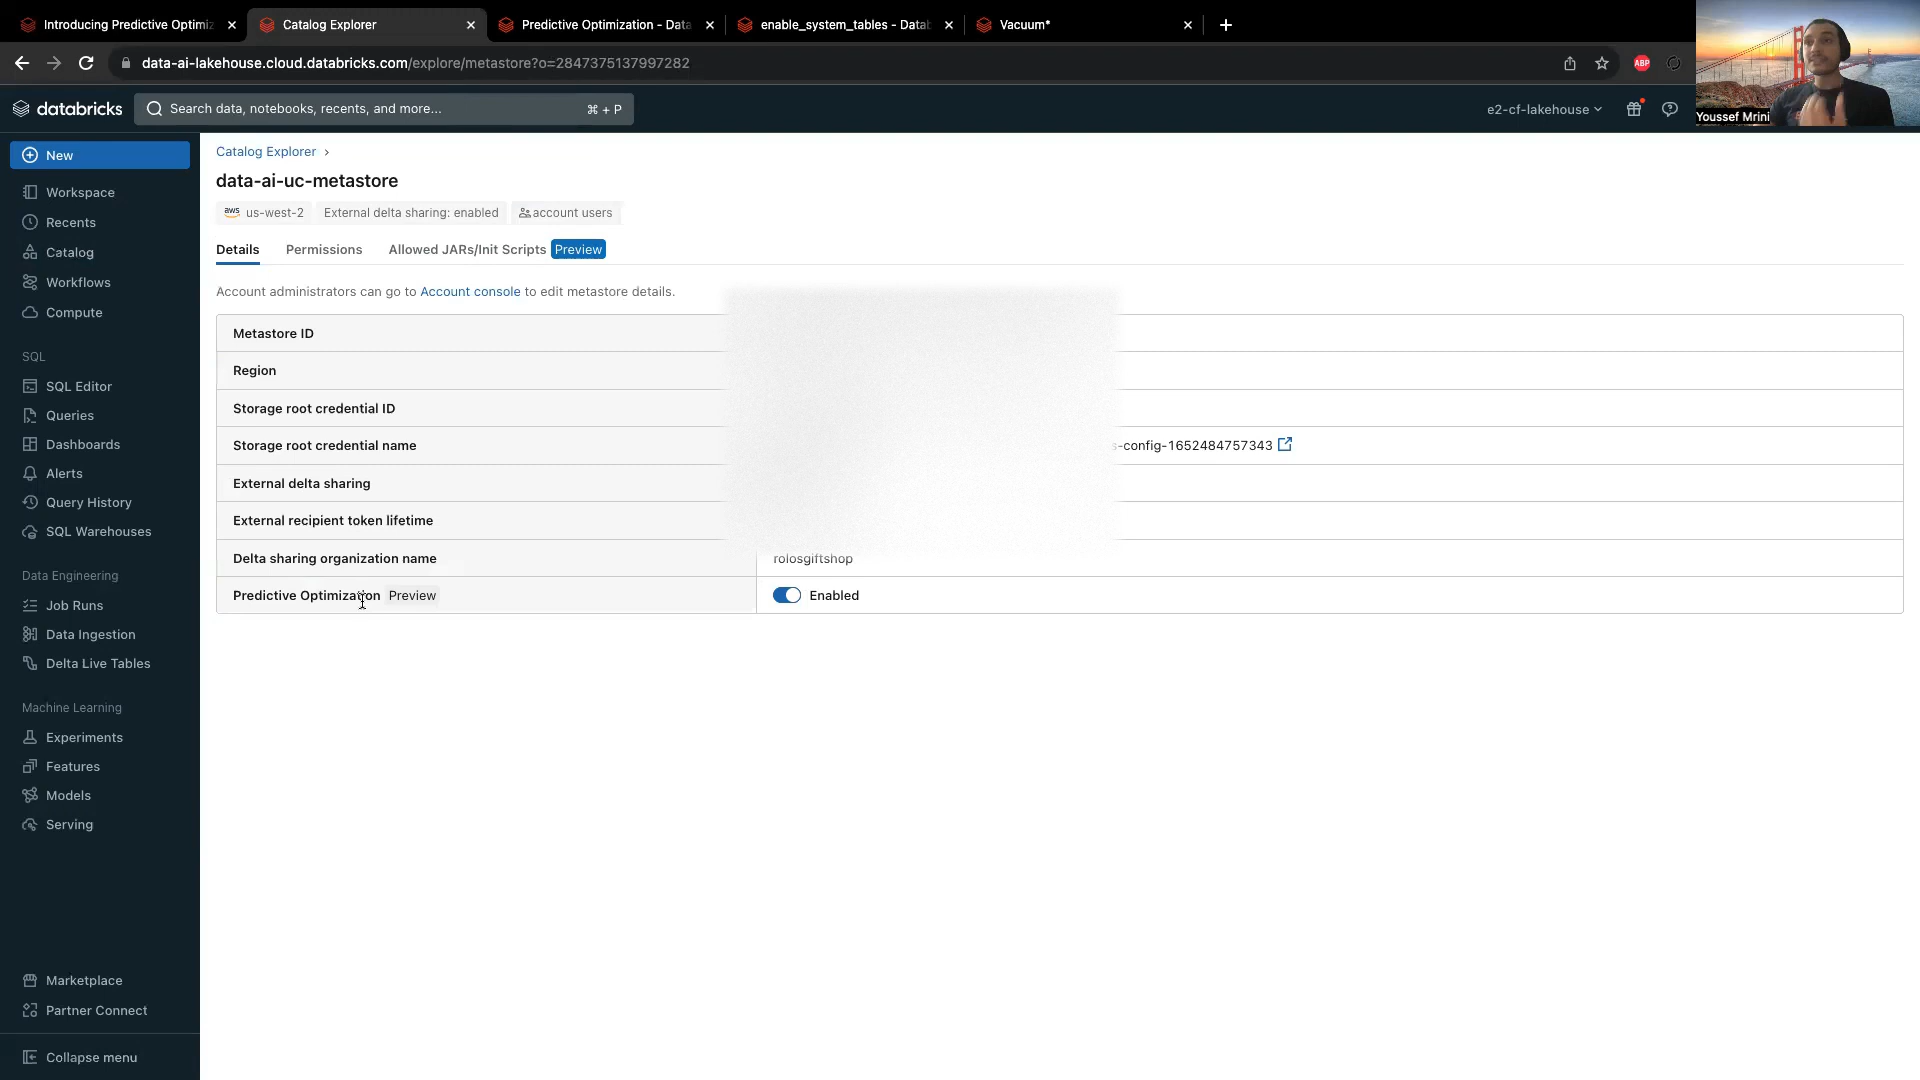 Introducing Predictive Optimiz
Catalog Explorer
Predictive Optimization - Data
enable_system_tables - Datab
Vacuum*
data-ai-lakehouse.cloud.databricks.com/explore/metastore?o=2847375137997282
ABP
databricks
Search data, notebooks, recents, and more...
⌘ + P
e2-cf-lakehouse
Youssef Mrini
New
Workspace
Recents
Catalog
Workflows
Compute
SQL
SQL Editor
Queries
Dashboards
Alerts
Query History
SQL Warehouses
Data Engineering
Job Runs
Data Ingestion
Delta Live Tables
Machine Learning
Experiments
Features
Models
Serving
Marketplace
Partner Connect
Collapse menu
Catalog Explorer ›
data-ai-uc-metastore
aws us-west-2 External delta sharing: enabled account users
Details Permissions Allowed JARs/Init Scripts Preview
Account administrators can go to Account console to edit metastore details.
Metastore ID
Region
Storage root credential ID
Storage root credential name s-config-1652484757343
External delta sharing
External recipient token lifetime
Delta sharing organization name rolosgiftshop
Predictive Optimization Preview Enabled